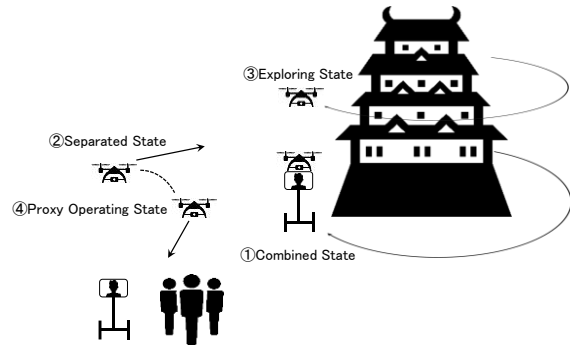 ③Exploring State
②Separated State
④Proxy Operating State
①Combined State